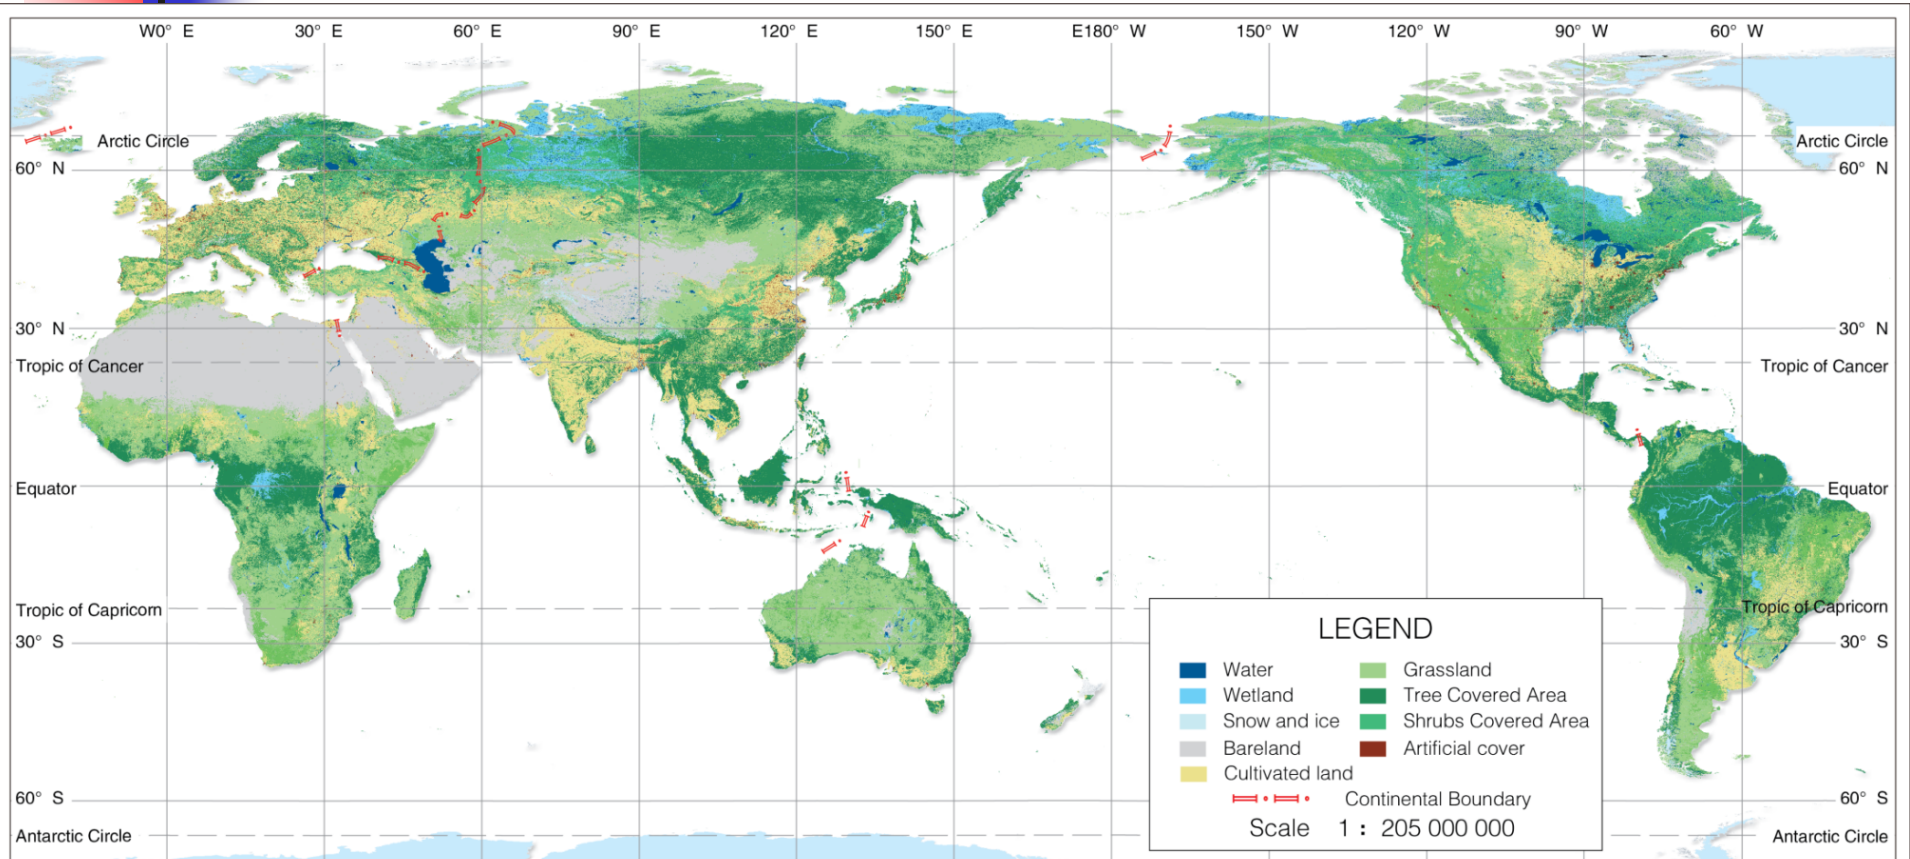 W0° E 30° E 60° E 90° E 120° E 150° E E180° W 150° W 120° W 90° W 60° W
Arctic Circle Arctic Circle
60° N 60° N
30° N 30° N
Tropic of Cancer Tropic of Cancer
Equator Equator
Tropic of Capricorn Tropic of Capricorn
30° S 30° S
60° S 60° S
Antarctic Circle Antarctic Circle
LEGEND
Water Grassland
Wetland Tree Covered Area
Snow and ice Shrubs Covered Area
Bareland Artificial cover
Cultivated land
Continental Boundary
Scale 1 : 205 000 000